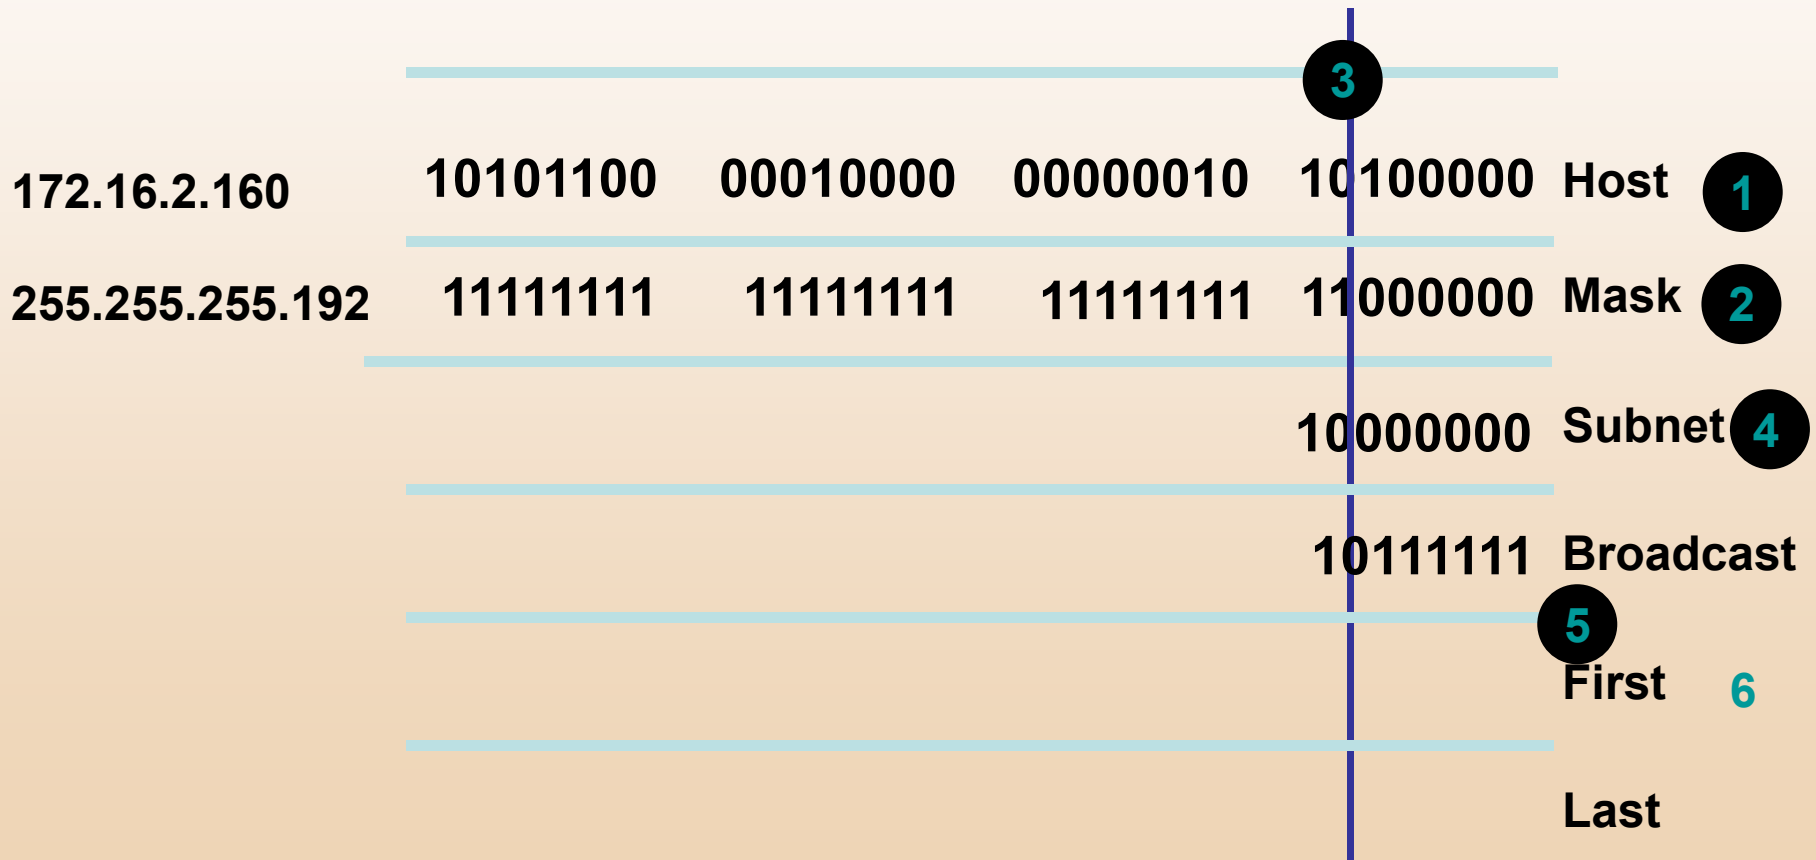 3
172.16.2.160 10101100 00010000 00000010 10100000 Host 1
255.255.255.192 11111111 11111111 11111111 11000000 Mask 2
10000000 Subnet 4
10111111 Broadcast
5
First 6
Last